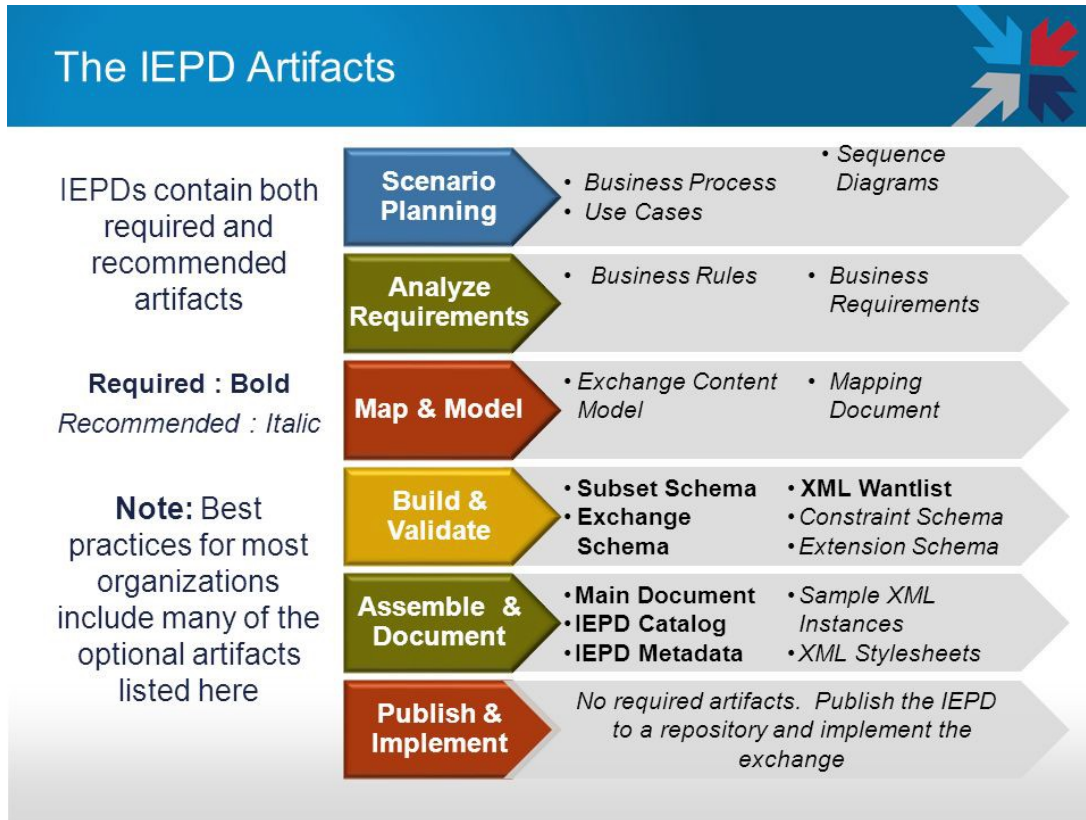 The IEPD Artifacts
IEPDs contain both
required and
recommended
artifacts
Required : Bold
Recommended : Italic
Note: Best
practices for most
organizations
include many of the
optional artifacts
listed here
Scenario
Planning
• Business Process
• Use Cases
• Sequence
Diagrams
Analyze
Requirements
• Business Rules
• Business
Requirements
Map & Model
• Exchange Content
Model
• Mapping
Document
Build &
Validate
• Subset Schema
• Exchange
Schema
• XML Wantlist
• Constraint Schema
• Extension Schema
Assemble &
Document
• Main Document
• IEPD Catalog
• IEPD Metadata
• Sample XML
Instances
• XML Stylesheets
Publish &
Implement
No required artifacts. Publish the IEPD
to a repository and implement the
exchange